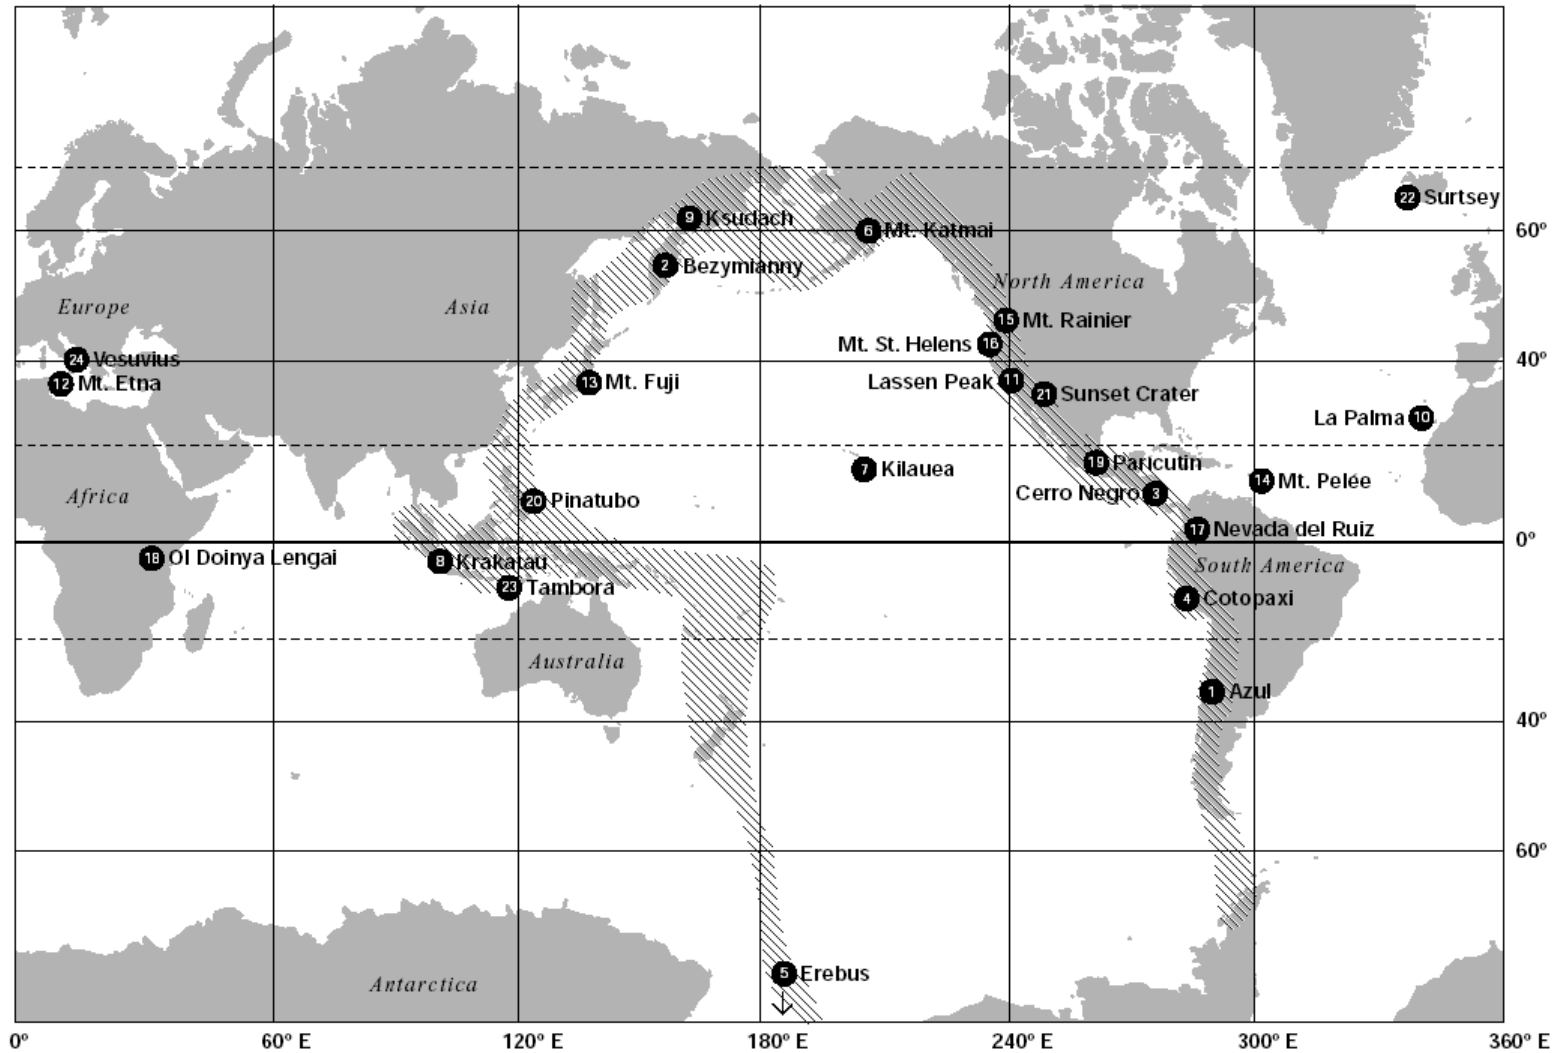 22 Surtsey
9 Ksudach
6 Mt. Katmai
60°
2 Bezymianny
North America
Europe
Asia
15 Mt. Rainier
Mt. St. Helens 16
40°
24 Vesuvius
12 Mt. Etna
13 Mt. Fuji
Lassen Peak 11
21 Sunset Crater
La Palma 10
19 Paricutin
7 Kilauea
14 Mt. Pelée
Africa
20 Pinatubo
Cerro Negro 3
17 Nevada del Ruiz
0°
18 Ol Doinya Lengai
8 Krakatau
South America
23 Tambora
4 Cotopaxi
Australia
1 Azul
40°
60°
5 Erebus
Antarctica
0° 60° E 120° E 180° E 240° E 300° E 360° E